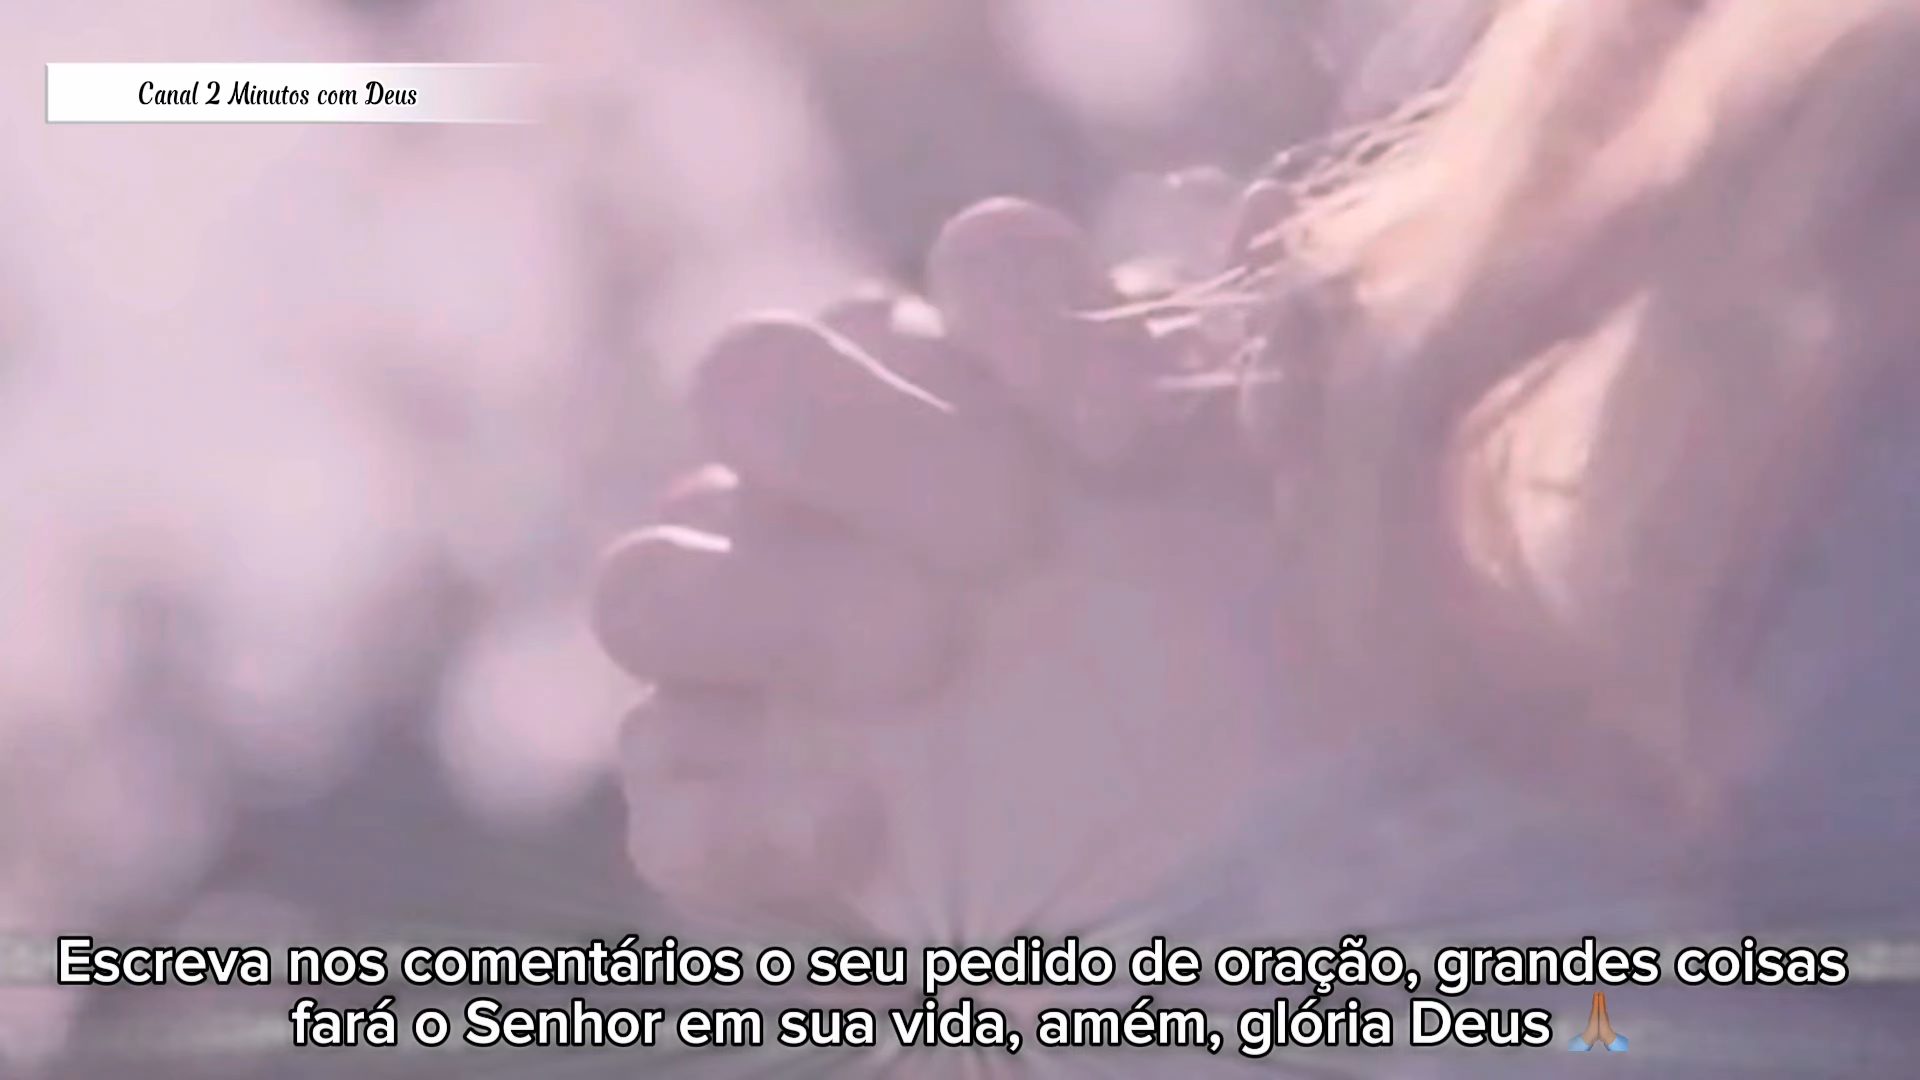 Canal 2 Minutos com Deus
Escreva nos comentários o seu pedido de oração, grandes coisas
fará o Senhor em sua vida, amém, glória Deus 🙏🏽